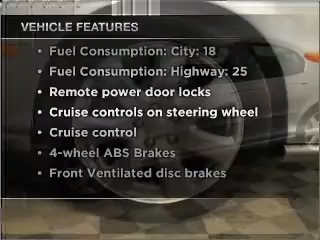 VEHICLE FEATURES
• Fuel Consumption: City: 18
• Fuel Consumption: Highway: 25
• Remote power door locks
• Cruise controls on steering wheel
• Cruise control
• 4-wheel ABS Brakes
• Front Ventilated disc brakes